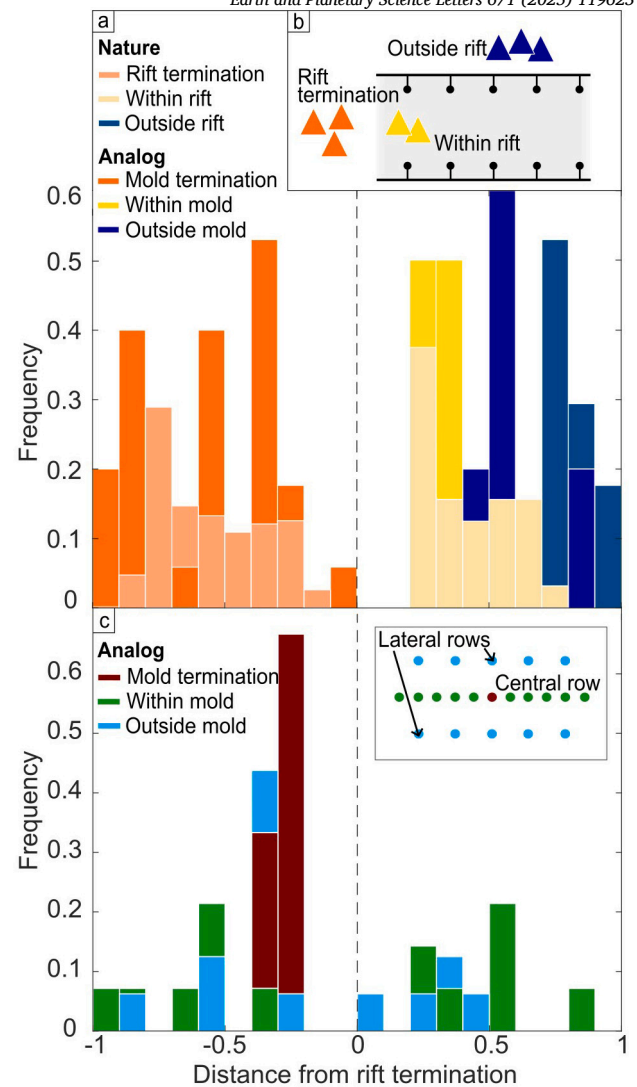 Earth and Planetary Science Letters 671 (2025) 119623
a
Nature
Rift termination
Within rift
Outside rift
Analog
Mold termination
Within mold
Outside mold
b
Outside rift
Rift
termination
Within rift
Frequency
0.6
0.5
0.4
0.3
0.2
0.1
0
c
Analog
Mold termination
Within mold
Outside mold
Lateral rows
Central row
Frequency
0.6
0.5
0.4
0.3
0.2
0.1
0
-1 -0.5 0 0.5 1
Distance from rift termination